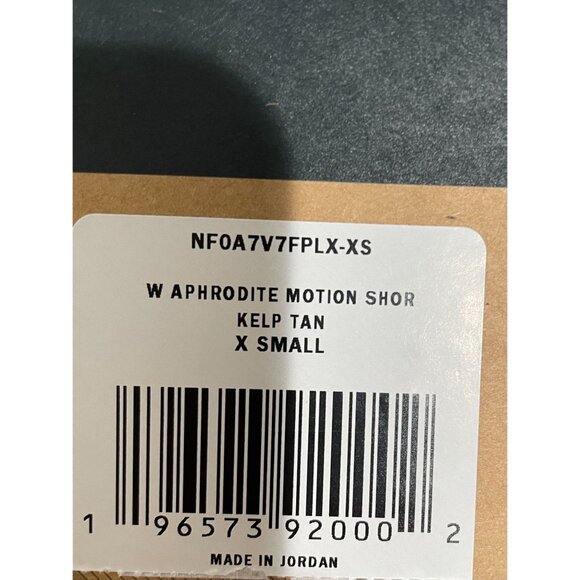 NF0A7V7FPLX-XS
W APHRODITE MOTION SHOR
KELP TAN
X SMALL
1 96573 92000 2
MADE IN JORDAN